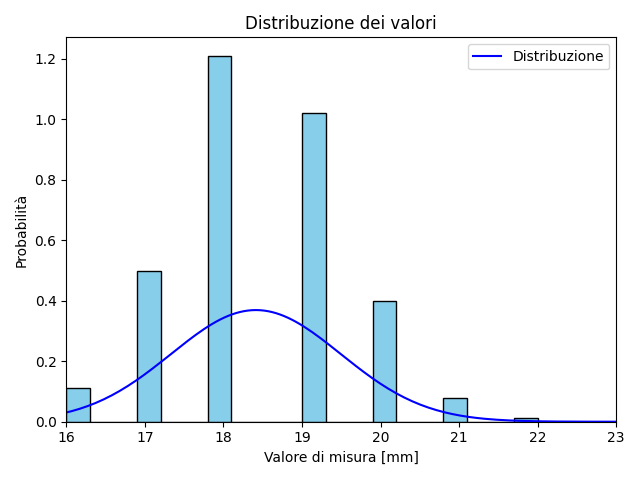 Distribuzione dei valori
Distribuzione
Probabilità
1.2
1.0
0.8
0.6
0.4
0.2
0.0
16 17 18 19 20 21 22 23
Valore di misura [mm]